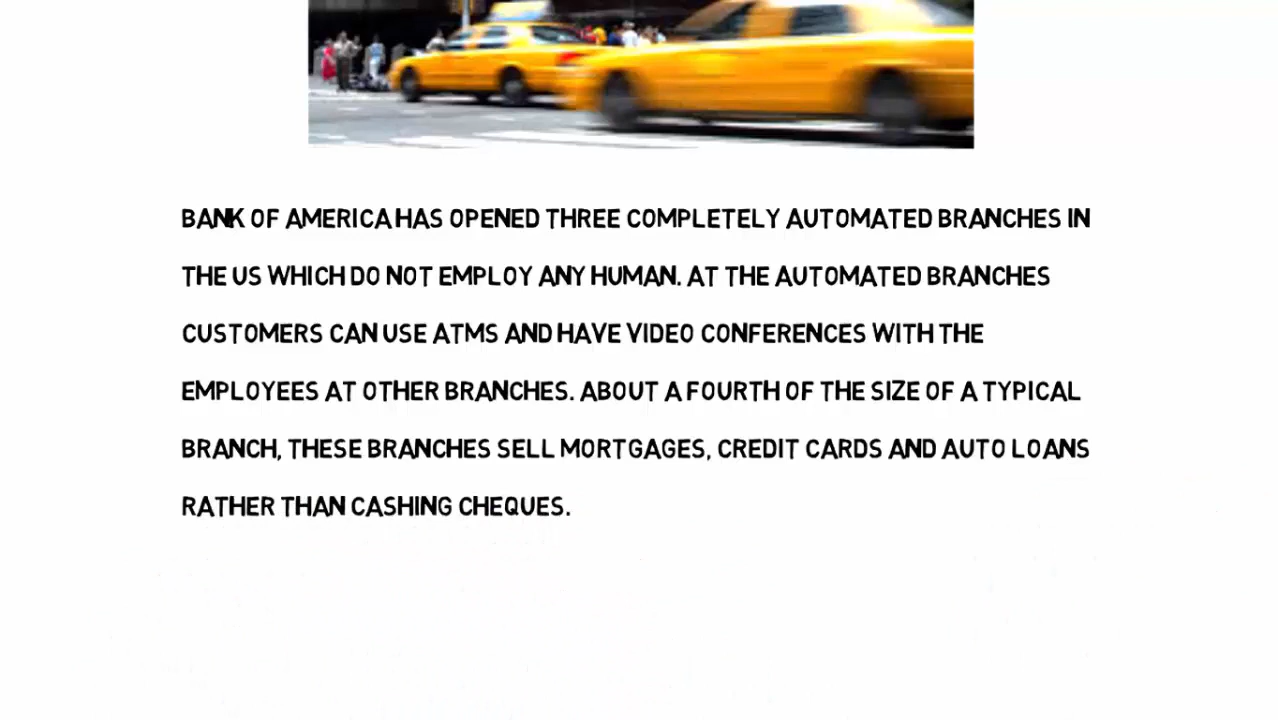 BANK OF AMERICA HAS OPENED THREE COMPLETELY AUTOMATED BRANCHES IN
THE US WHICH DO NOT EMPLOY ANY HUMAN. AT THE AUTOMATED BRANCHES
CUSTOMERS CAN USE ATMS AND HAVE VIDEO CONFERENCES WITH THE
EMPLOYEES AT OTHER BRANCHES. ABOUT A FOURTH OF THE SIZE OF A TYPICAL
BRANCH, THESE BRANCHES SELL MORTGAGES, CREDIT CARDS AND AUTO LOANS
RATHER THAN CASHING CHEQUES.